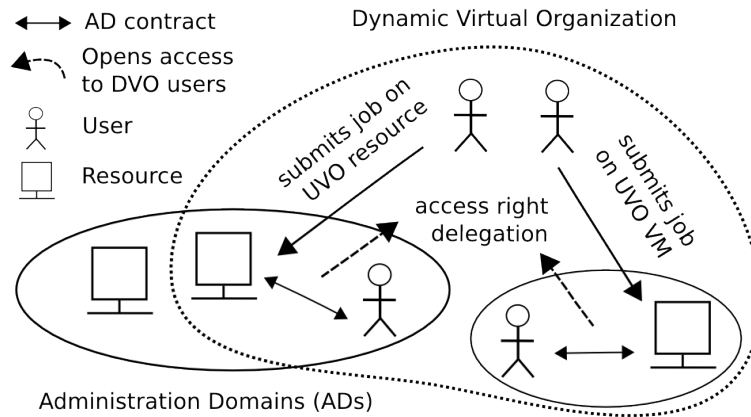 Dynamic Virtual Organization
AD contract
Opens access
to DVO users
User
Resource
submits job on
UVO resource
submits job
on UVO VM
access right
delegation
Administration Domains (ADs)